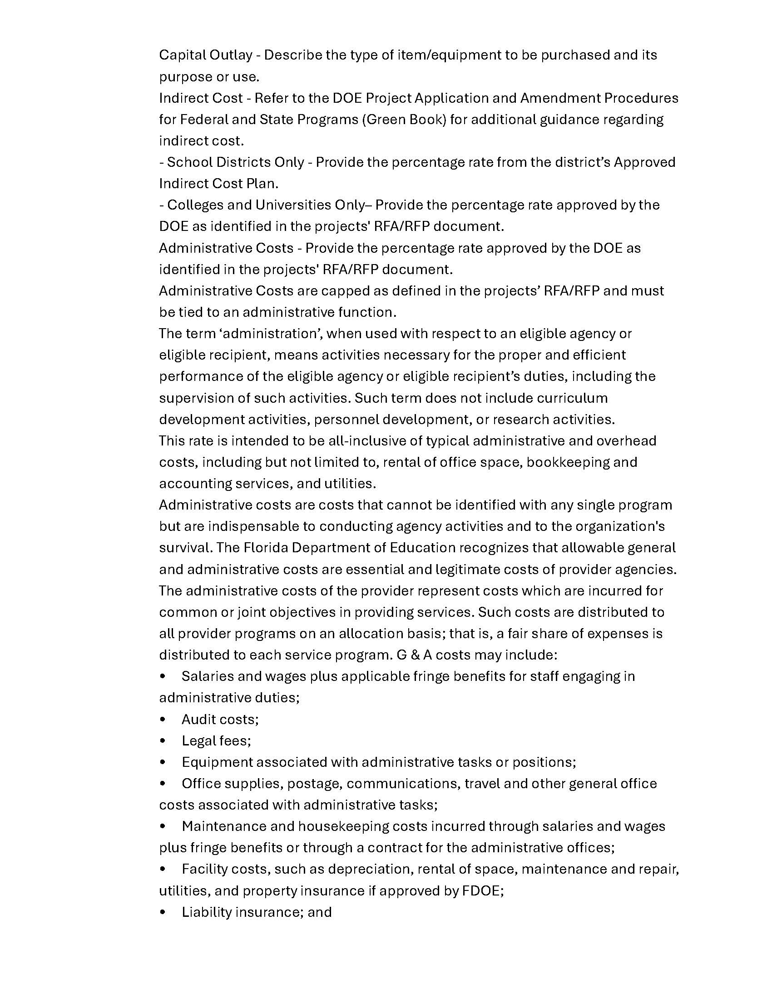 Capital Outlay - Describe the type of item/equipment to be purchased and its
purpose or use.
Indirect Cost - Refer to the DOE Project Application and Amendment Procedures
for Federal and State Programs (Green Book) for additional guidance regarding
indirect cost.
- School Districts Only - Provide the percentage rate from the district’s Approved
Indirect Cost Plan.
- Colleges and Universities Only– Provide the percentage rate approved by the
DOE as identified in the projects' RFA/RFP document.
Administrative Costs - Provide the percentage rate approved by the DOE as
identified in the projects' RFA/RFP document.
Administrative Costs are capped as defined in the projects’ RFA/RFP and must
be tied to an administrative function.
The term ‘administration’, when used with respect to an eligible agency or
eligible recipient, means activities necessary for the proper and efficient
performance of the eligible agency or eligible recipient’s duties, including the
supervision of such activities. Such term does not include curriculum
development activities, personnel development, or research activities.
This rate is intended to be all-inclusive of typical administrative and overhead
costs, including but not limited to, rental of office space, bookkeeping and
accounting services, and utilities.
Administrative costs are costs that cannot be identified with any single program
but are indispensable to conducting agency activities and to the organization's
survival. The Florida Department of Education recognizes that allowable general
and administrative costs are essential and legitimate costs of provider agencies.
The administrative costs of the provider represent costs which are incurred for
common or joint objectives in providing services. Such costs are distributed to
all provider programs on an allocation basis; that is, a fair share of expenses is
distributed to each service program. G & A costs may include:
• Salaries and wages plus applicable fringe benefits for staff engaging in
administrative duties;
• Audit costs;
• Legal fees;
• Equipment associated with administrative tasks or positions;
• Office supplies, postage, communications, travel and other general office
costs associated with administrative tasks;
• Maintenance and housekeeping costs incurred through salaries and wages
plus fringe benefits or through a contract for the administrative offices;
• Facility costs, such as depreciation, rental of space, maintenance and repair,
utilities, and property insurance if approved by FDOE;
• Liability insurance; and